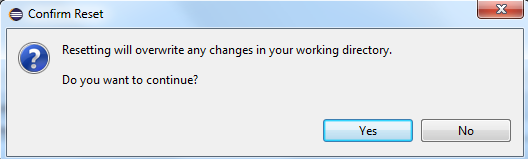 Confirm Reset
Resetting will overwrite any changes in your working directory.
Do you want to continue?
Yes
No